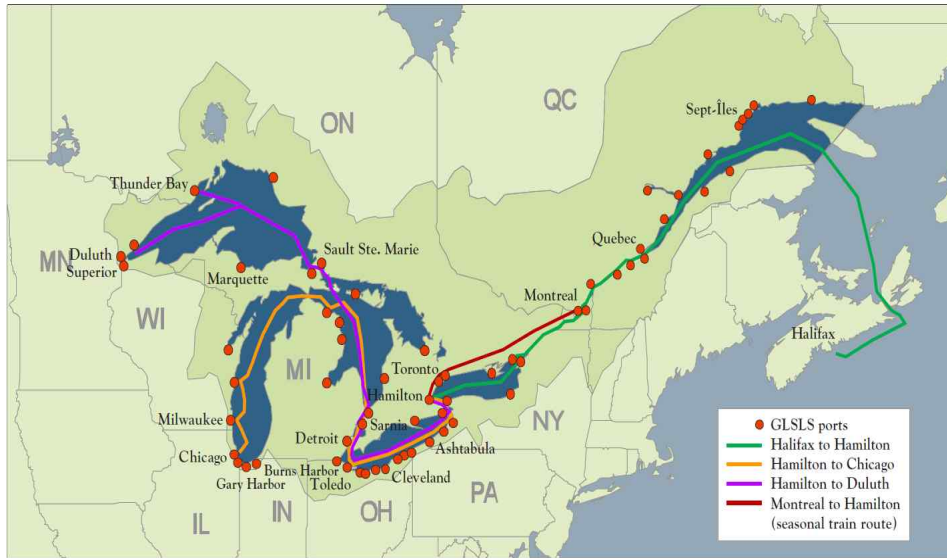 ON
QC
Sept-Îles
Thunder Bay
MN
Duluth
Superior
Sault Ste. Marie
Marquette
Quebec
WI
Montreal
Halifax
MI
Toronto
Hamilton
NY
Milwaukee
Sarnia
Detroit
Ashtabula
Chicago
Burns Harbor
Gary Harbor
Toledo
Cleveland
PA
IL
IN
OH
GLSLS ports
Halifax to Hamilton
Hamilton to Chicago
Hamilton to Duluth
Montreal to Hamilton
(seasonal train route)